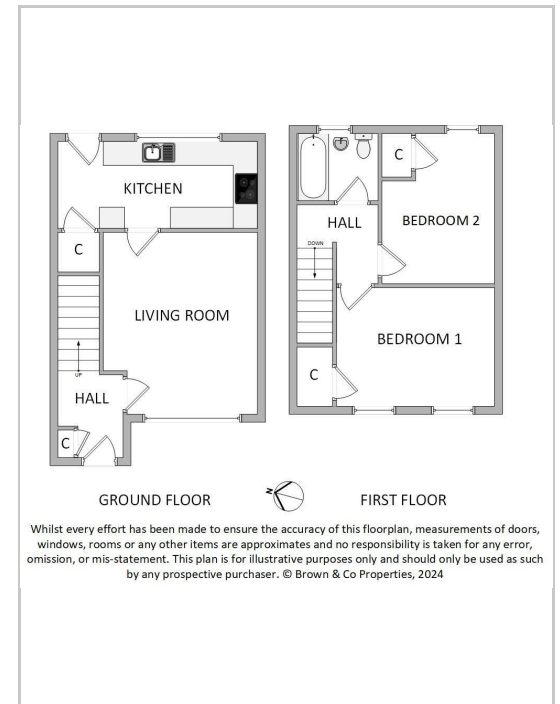 KITCHEN
C
LIVING ROOM
UP
HALL
C
C
HALL
DOWN
BEDROOM 2
BEDROOM 1
C
GROUND FLOOR
N
FIRST FLOOR
Whilst every effort has been made to ensure the accuracy of this floorplan, measurements of doors,
windows, rooms or any other items are approximates and no responsibility is taken for any error,
omission, or mis-statement. This plan is for illustrative purposes only and should only be used as such
by any prospective purchaser. © Brown & Co Properties, 2024